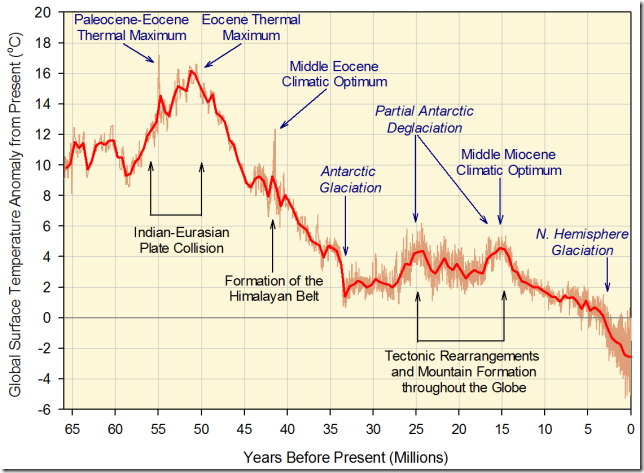 Paleocene-Eocene
Thermal Maximum
Eocene Thermal
Maximum
Middle Eocene
Climatic Optimum
Partial Antarctic
Deglaciation
Antarctic
Glaciation
Middle Miocene
Climatic Optimum
N. Hemisphere
Glaciation
Indian-Eurasian
Plate Collision
Formation of the
Himalayan Belt
Tectonic Rearrangements
and Mountain Formation
throughout the Globe
Global Surface Temperature Anomaly from Present (°C)
20
18
16
14
12
10
8
6
4
2
0
-2
-4
-6
65 60 55 50 45 40 35 30 25 20 15 10 5 0
Years Before Present (Millions)